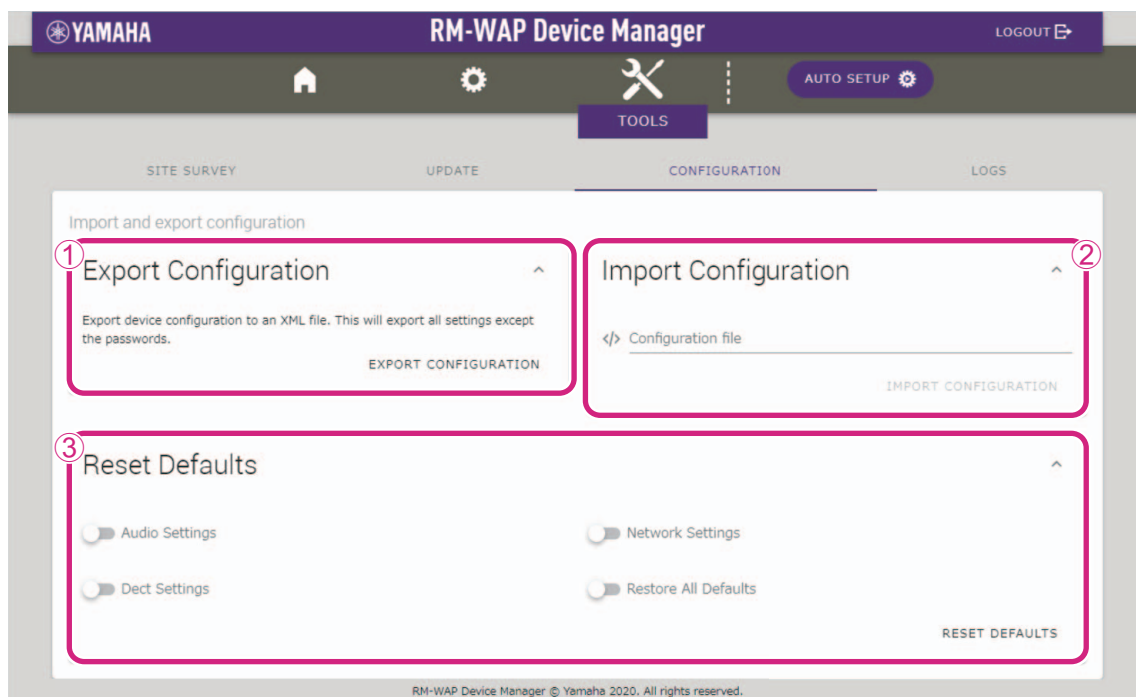 YAMAHA
RM-WAP Device Manager
LOGOUT
AUTO SETUP
TOOLS
SITE SURVEY
UPDATE
CONFIGURATION
LOGS
Import and export configuration
1
Export Configuration
Export device configuration to an XML file. This will export all settings except
the passwords.
EXPORT CONFIGURATION
2
Import Configuration
</> Configuration file
IMPORT CONFIGURATION
3
Reset Defaults
Audio Settings
Network Settings
Dect Settings
Restore All Defaults
RESET DEFAULTS
RM-WAP Device Manager © Yamaha 2020. All rights reserved.